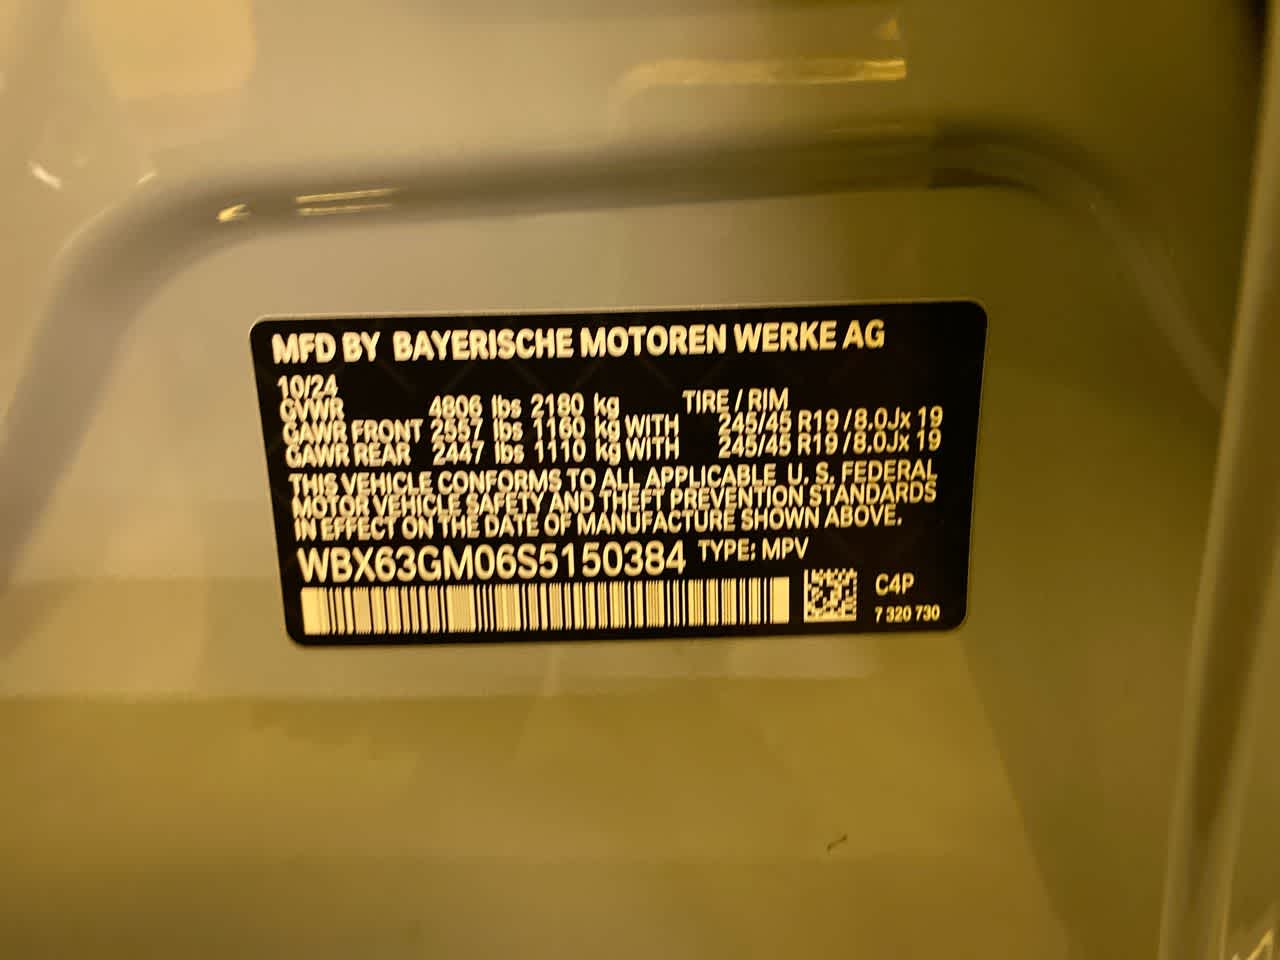 MFD BY BAYERISCHE MOTOREN WERKE AG
10/24
GVWR 4806 lbs 2180 kg TIRE / RIM
GAWR FRONT 2557 lbs 1160 kg WITH 245/45 R19 / 8.0Jx 19
GAWR REAR 2447 lbs 1110 kg WITH 245/45 R19 / 8.0Jx 19
THIS VEHICLE CONFORMS TO ALL APPLICABLE U. S. FEDERAL
MOTOR VEHICLE SAFETY AND THEFT PREVENTION STANDARDS
IN EFFECT ON THE DATE OF MANUFACTURE SHOWN ABOVE.
WBX63GM06S5150384 TYPE: MPV
C4P
7 320 730